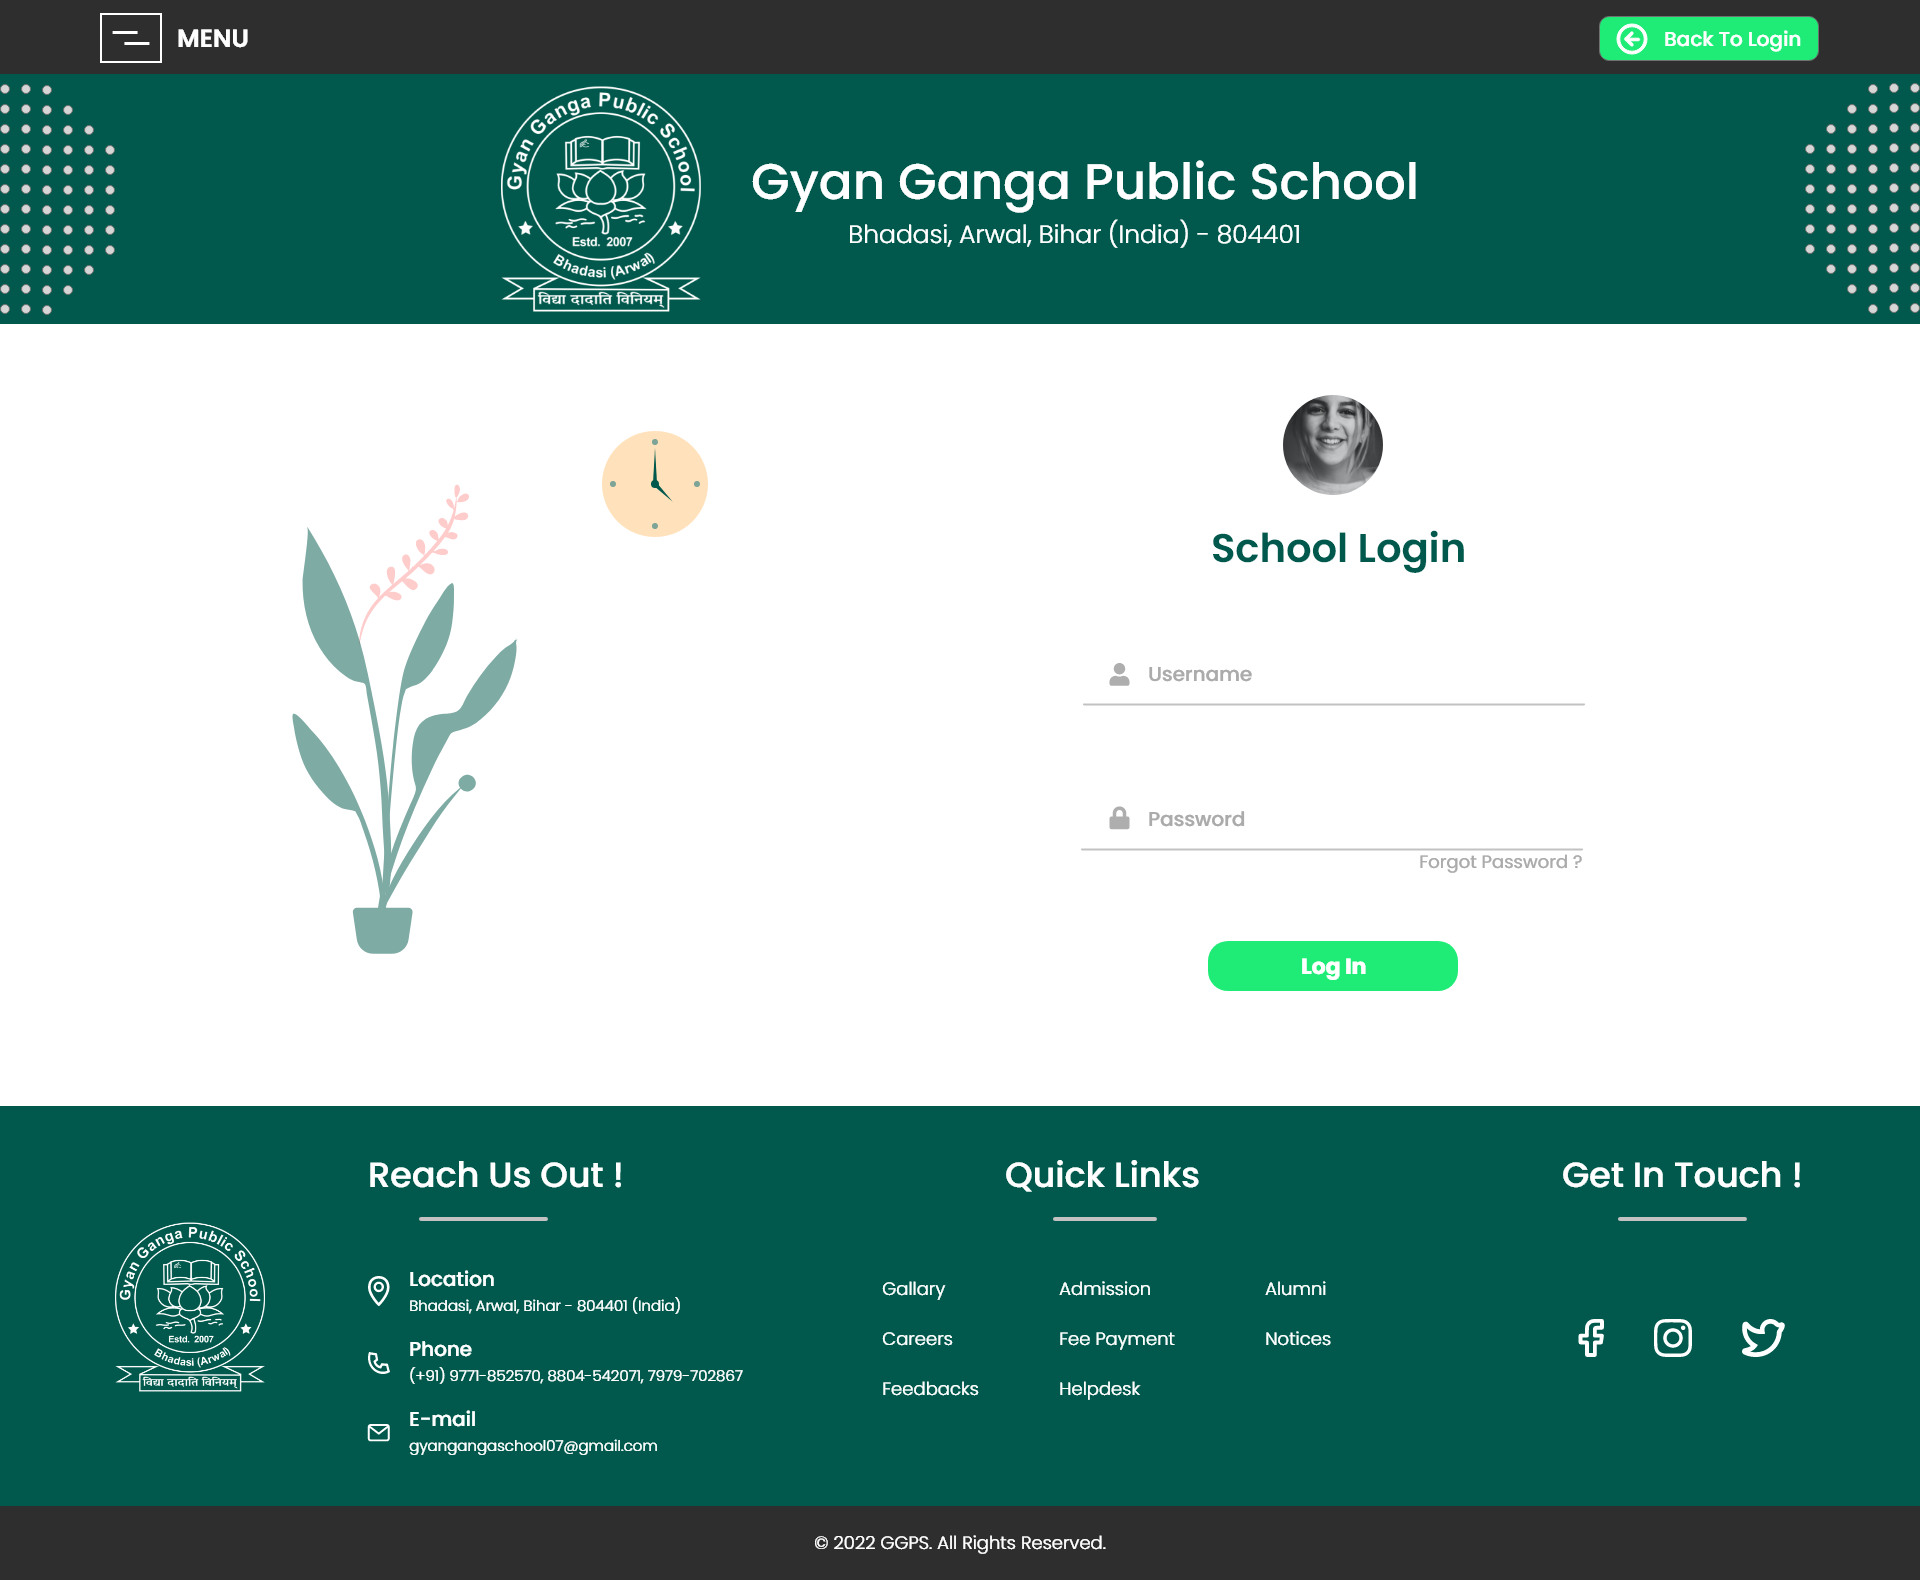 MENU
Back To Login
Gyan Ganga Public School
Estd. 2007
Bhadasi (Arwal)
विद्या दादाति विनियम्
Gyan Ganga Public School
Bhadasi, Arwal, Bihar (India) - 804401
School Login
Username
Password
Forgot Password ?
Log In
Gyan Ganga Public School
Estd. 2007
Bhadasi (Arwal)
विद्या दादाति विनियम्
Reach Us Out !
Location
Bhadasi, Arwal, Bihar - 804401 (India)
Phone
(+91) 9771-852570, 8804-542071, 7979-702867
E-mail
gyangangaschool07@gmail.com
Quick Links
Gallary
Admission
Alumni
Careers
Fee Payment
Notices
Feedbacks
Helpdesk
Get In Touch !
© 2022 GGPS. All Rights Reserved.